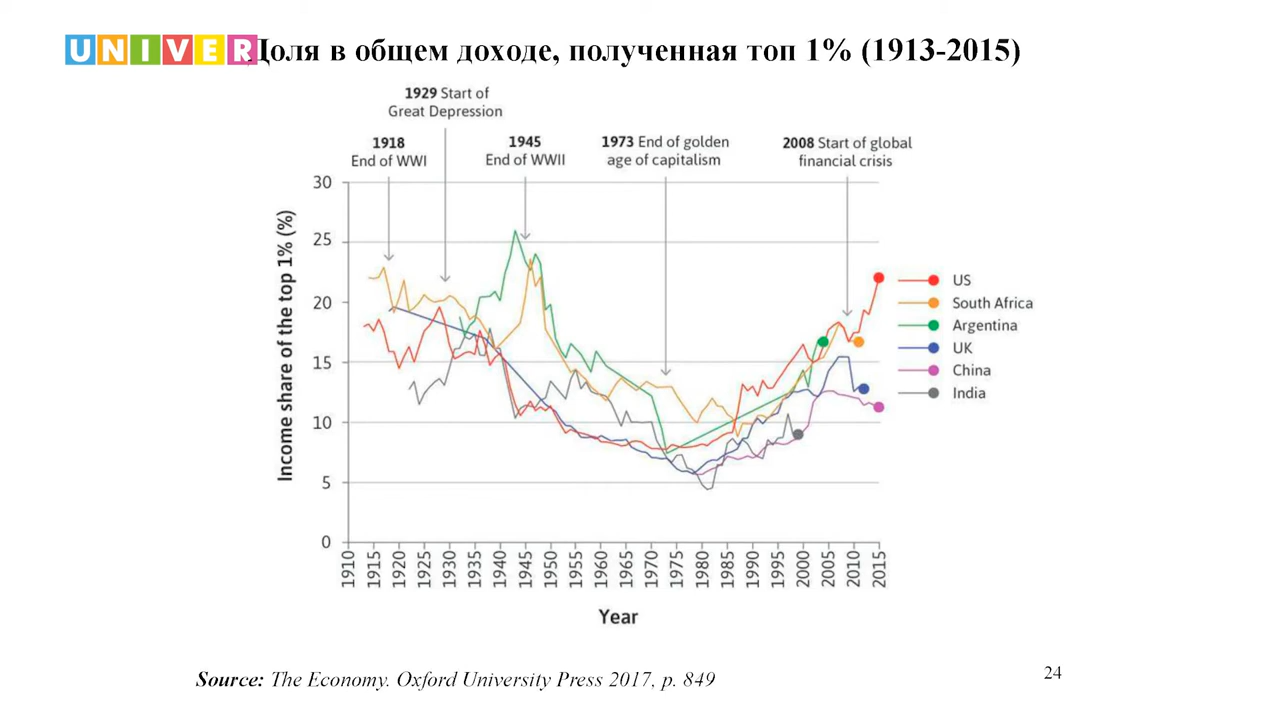 UNIVER
Доля в общем доходе, полученная топ 1% (1913-2015)
1929 Start of
Great Depression
1918
End of WWI
1945
End of WWII
1973 End of golden
age of capitalism
2008 Start of global
financial crisis
Income share of the top 1% (%)
30
25
20
15
10
5
0
1910
1915
1920
1925
1930
1935
1940
1945
1950
1955
1960
1965
1970
1975
1980
1985
1990
1995
2000
2005
2010
2015
Year
US
South Africa
Argentina
UK
China
India
Source: The Economy. Oxford University Press 2017, p. 849
24